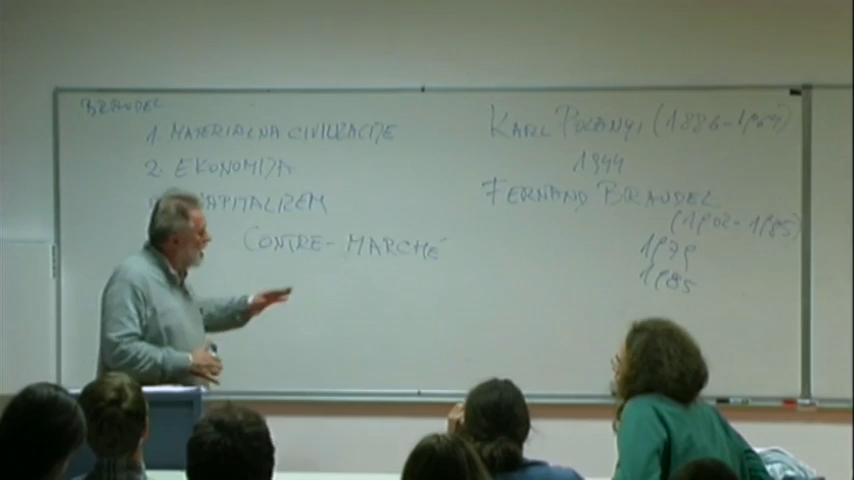 BRAUDEL
1. MATERIALNA CIVILIZACIJE
2. EKONOMIJA
KAPITALIZEM
CONTRE-MARCHÉ
KARL POLANYI (1886-1964)
1944
FERNAND BRAUDEL
(1902-1985)
1979
1985